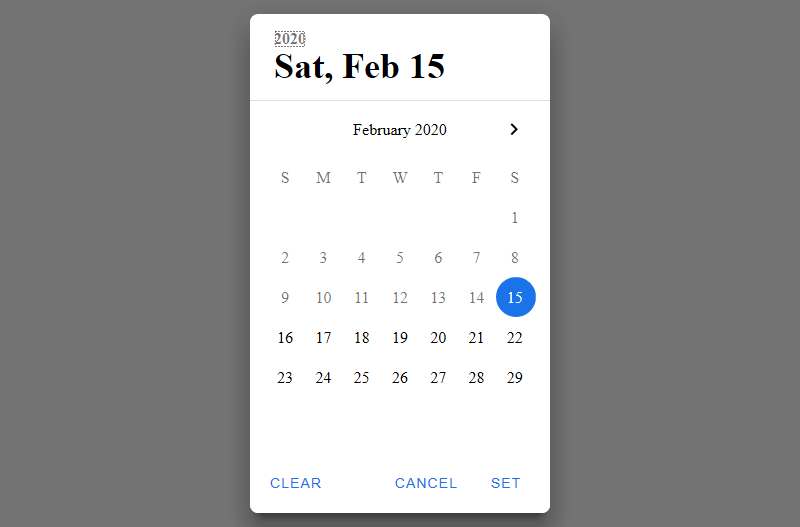 2020
Sat, Feb 15
February 2020
S M T W T F S
1
2 3 4 5 6 7 8
9 10 11 12 13 14 15
16 17 18 19 20 21 22
23 24 25 26 27 28 29
CLEAR CANCEL SET